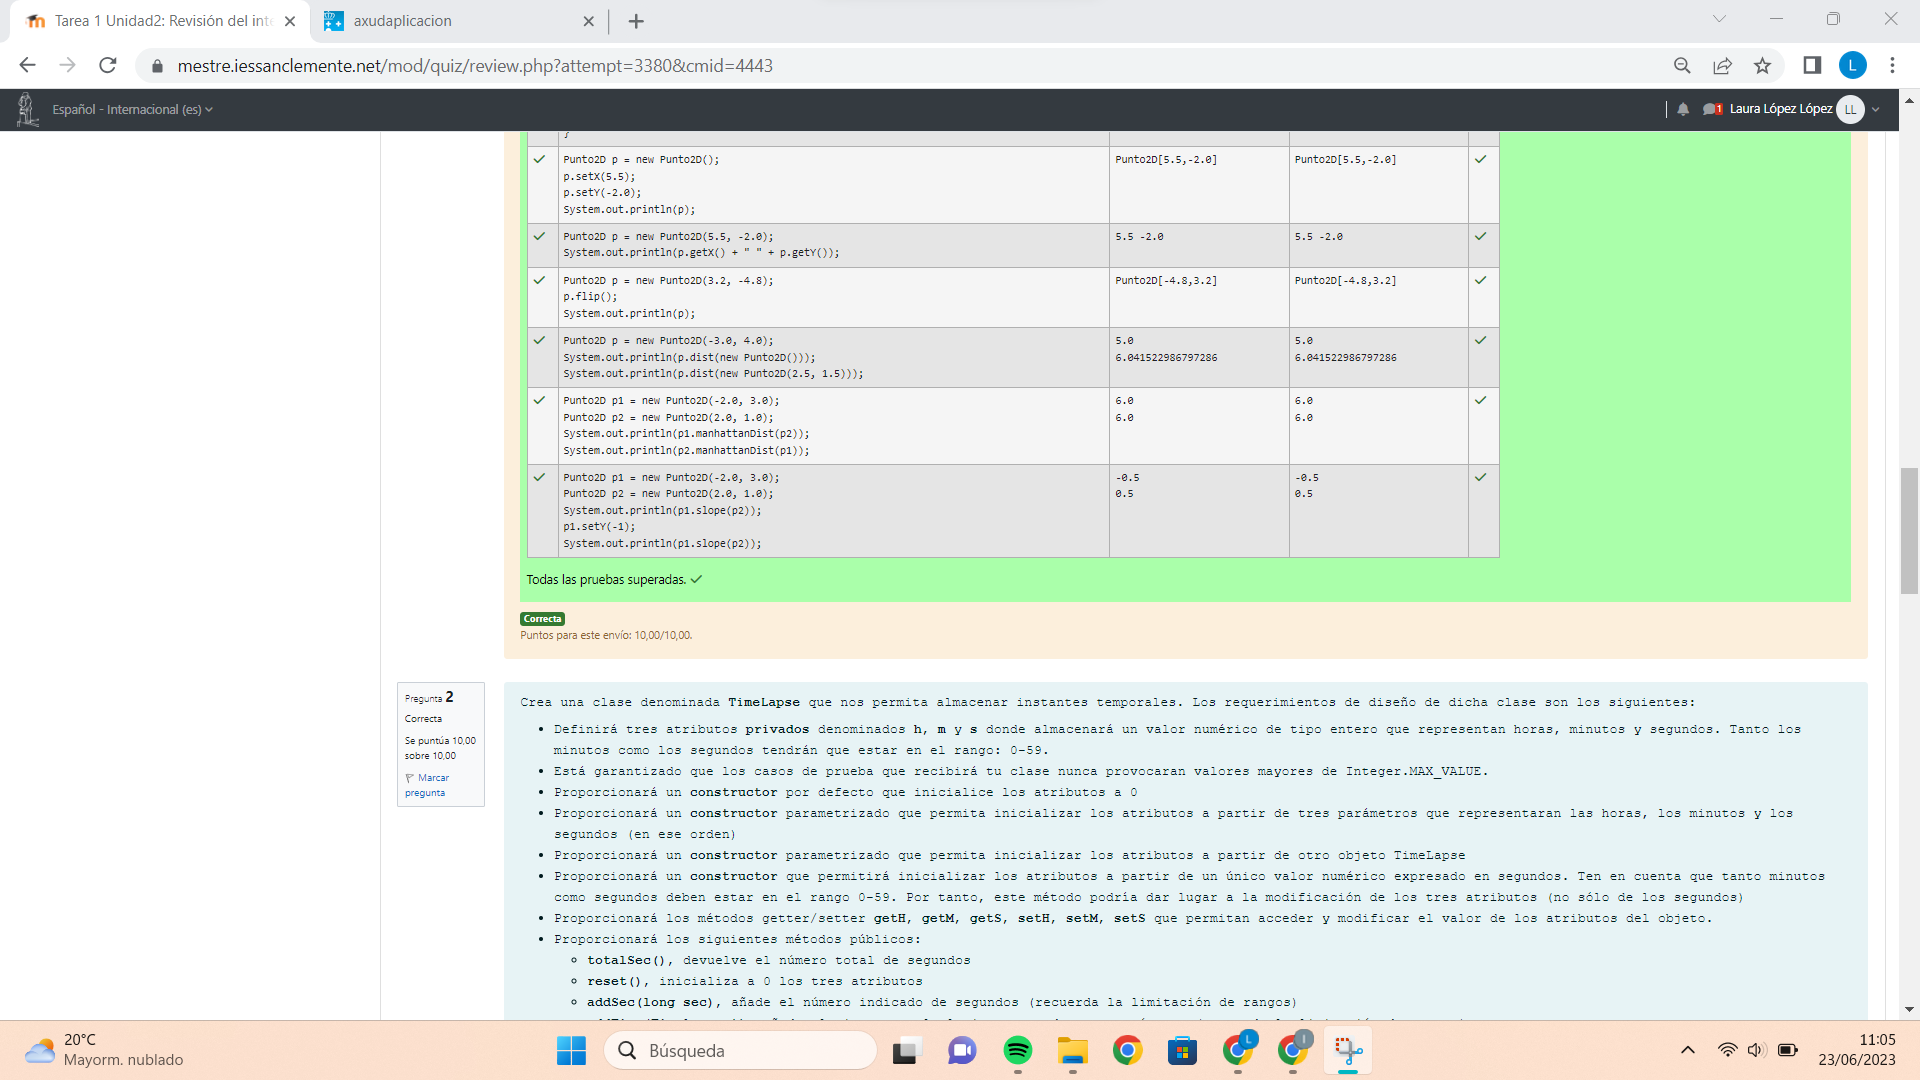 Tarea 1 Unidad2: Revisión del inte
axudaplicacion
mestre.iessanclemente.net/mod/quiz/review.php?attempt=3380&cmid=4443
L
Español - Internacional (es)
1
Laura López López
LL
}
Punto2D p = new Punto2D();
p.setX(5.5);
p.setY(-2.0);
System.out.println(p);
Punto2D[5.5,-2.0]
Punto2D[5.5,-2.0]
Punto2D p = new Punto2D(5.5, -2.0);
System.out.println(p.getX() + " " + p.getY());
5.5 -2.0
5.5 -2.0
Punto2D p = new Punto2D(3.2, -4.8);
p.flip();
System.out.println(p);
Punto2D[-4.8,3.2]
Punto2D[-4.8,3.2]
Punto2D p = new Punto2D(-3.0, 4.0);
System.out.println(p.dist(new Punto2D()));
System.out.println(p.dist(new Punto2D(2.5, 1.5)));
5.0
6.041522986797286
5.0
6.041522986797286
Punto2D p1 = new Punto2D(-2.0, 3.0);
Punto2D p2 = new Punto2D(2.0, 1.0);
System.out.println(p1.manhattanDist(p2));
System.out.println(p2.manhattanDist(p1));
6.0
6.0
6.0
6.0
Punto2D p1 = new Punto2D(-2.0, 3.0);
Punto2D p2 = new Punto2D(2.0, 1.0);
System.out.println(p1.slope(p2));
p1.setY(-1);
System.out.println(p1.slope(p2));
-0.5
0.5
-0.5
0.5
Todas las pruebas superadas.
Correcta
Puntos para este envío: 10,00/10,00.
Pregunta 2
Correcta
Se puntúa 10,00
sobre 10,00
Marcar
pregunta
Crea una clase denominada TimeLapse que nos permita almacenar instantes temporales. Los requerimientos de diseño de dicha clase son los siguientes:
• Definirá tres atributos privados denominados h, m y s donde almacenará un valor numérico de tipo entero que representan horas, minutos y segundos. Tanto los
minutos como los segundos tendrán que estar en el rango: 0-59.
• Está garantizado que los casos de prueba que recibirá tu clase nunca provocaran valores mayores de Integer.MAX_VALUE.
• Proporcionará un constructor por defecto que inicialice los atributos a 0
• Proporcionará un constructor parametrizado que permita inicializar los atributos a partir de tres parámetros que representaran las horas, los minutos y los
segundos (en ese orden)
• Proporcionará un constructor parametrizado que permita inicializar los atributos a partir de otro objeto TimeLapse
• Proporcionará un constructor que permitirá inicializar los atributos a partir de un único valor numérico expresado en segundos. Ten en cuenta que tanto minutos
como segundos deben estar en el rango 0-59. Por tanto, este método podría dar lugar a la modificación de los tres atributos (no sólo de los segundos)
• Proporcionará los métodos getter/setter getH, getM, getS, setH, setM, setS que permitan acceder y modificar el valor de los atributos del objeto.
• Proporcionará los siguientes métodos públicos:
◦ totalSec(), devuelve el número total de segundos
◦ reset(), inicializa a 0 los tres atributos
◦ addSec(long sec), añade el número indicado de segundos (recuerda la limitación de rangos)
20°C
Mayorm. nublado
Búsqueda
L
I
11:05
23/06/2023